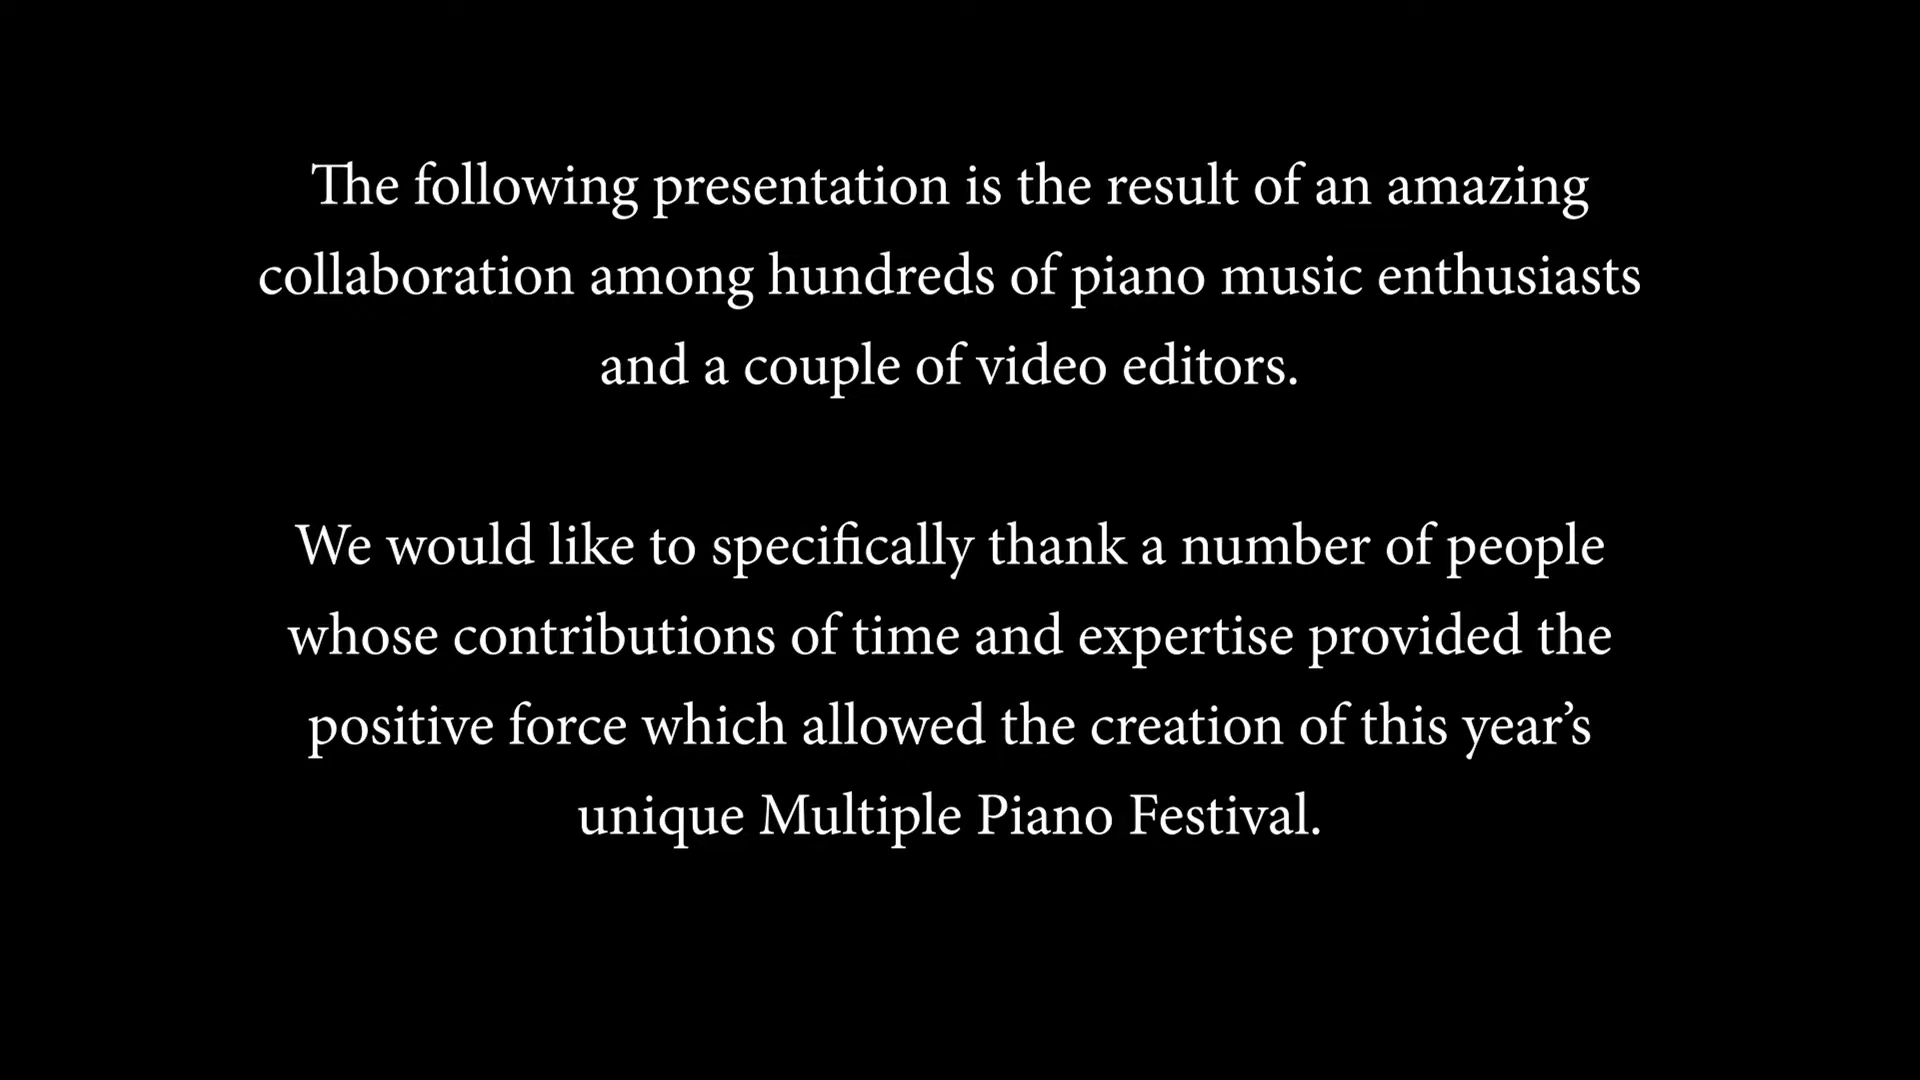 The following presentation is the result of an amazing
collaboration among hundreds of piano music enthusiasts
and a couple of video editors.
We would like to specifically thank a number of people
whose contributions of time and expertise provided the
positive force which allowed the creation of this year’s
unique Multiple Piano Festival.